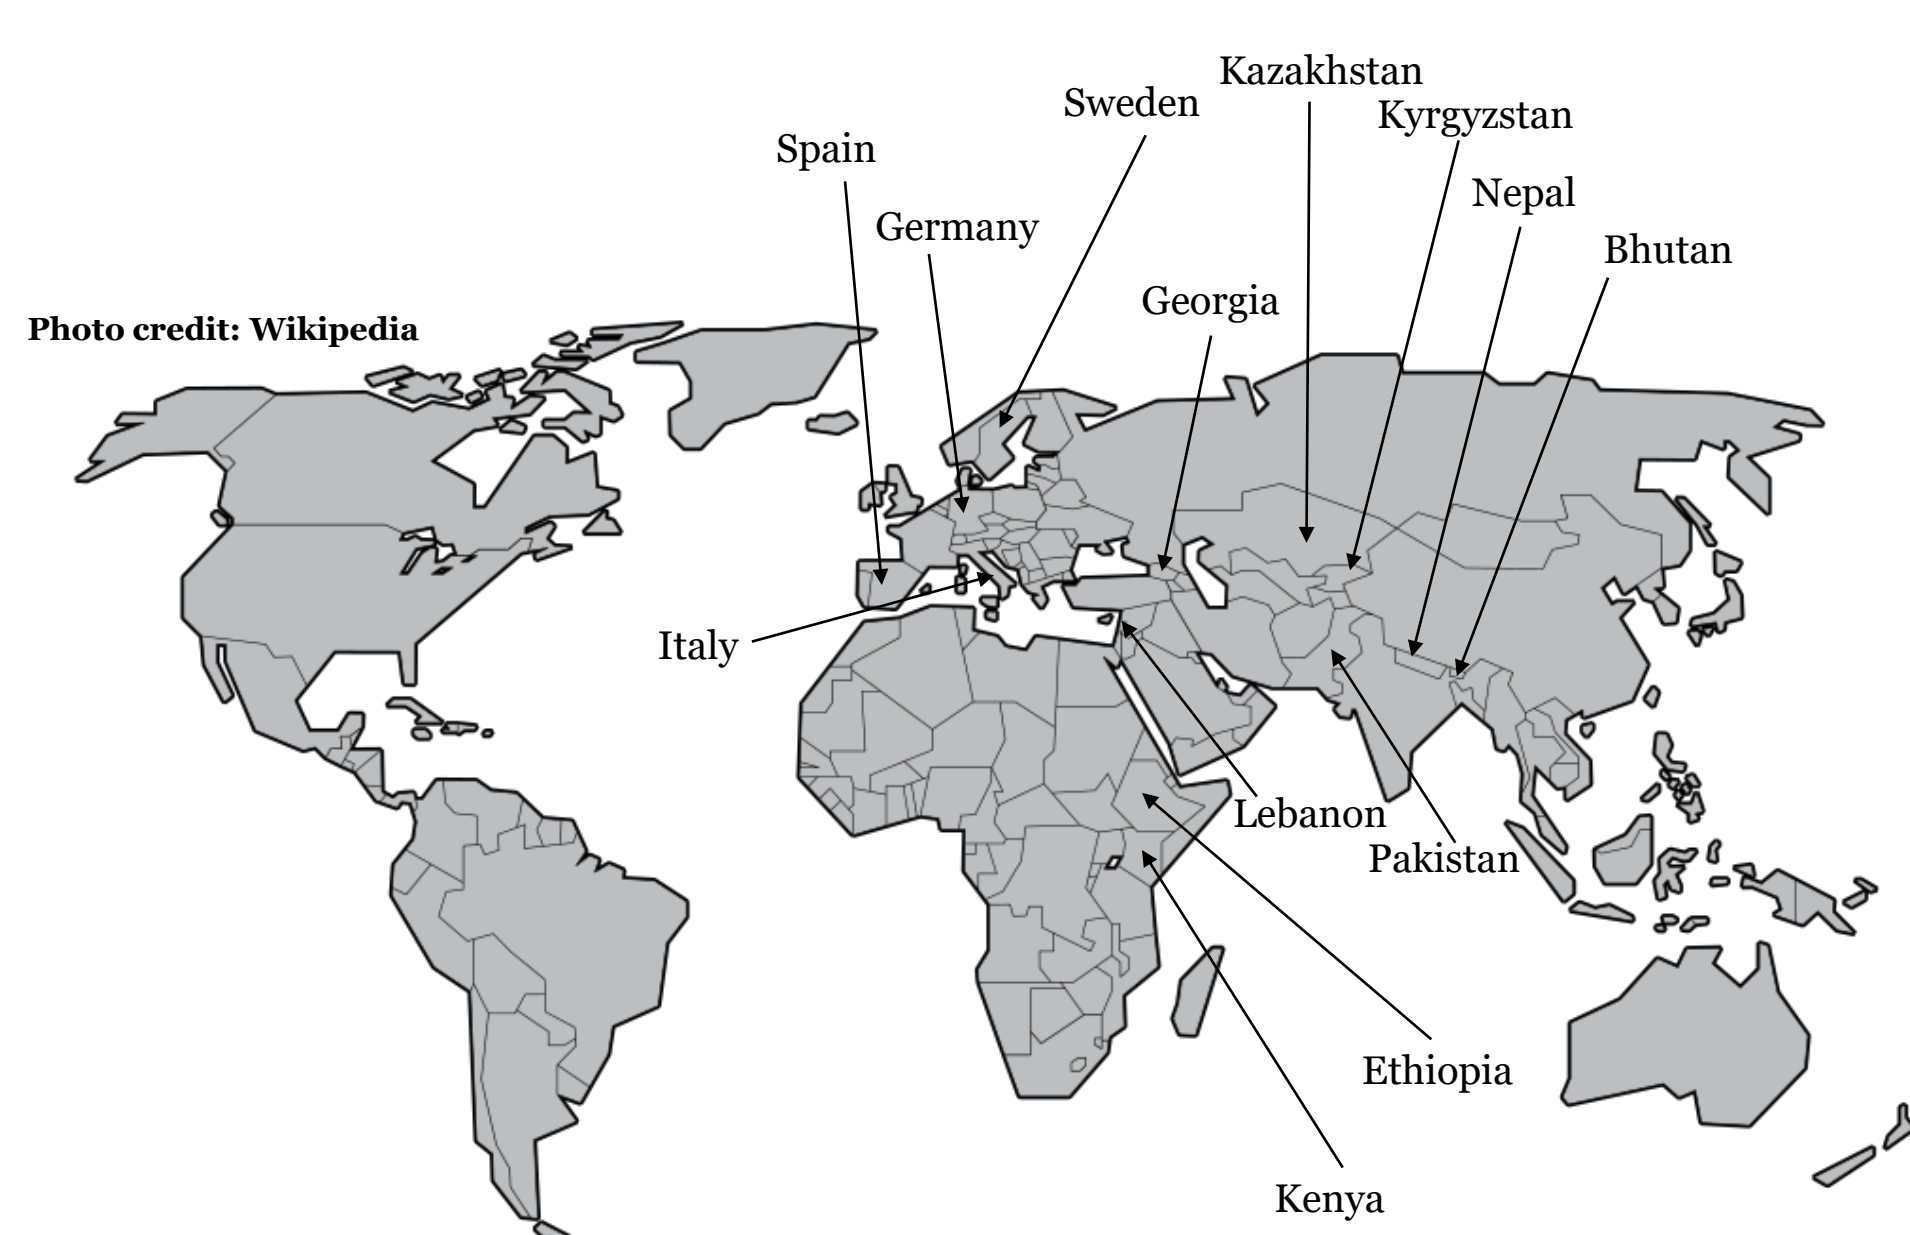 Kazakhstan
Sweden
Kyrgyzstan
Spain
Nepal
Germany
Bhutan
Georgia
Photo credit: Wikipedia
Italy
Lebanon
Pakistan
Ethiopia
Kenya